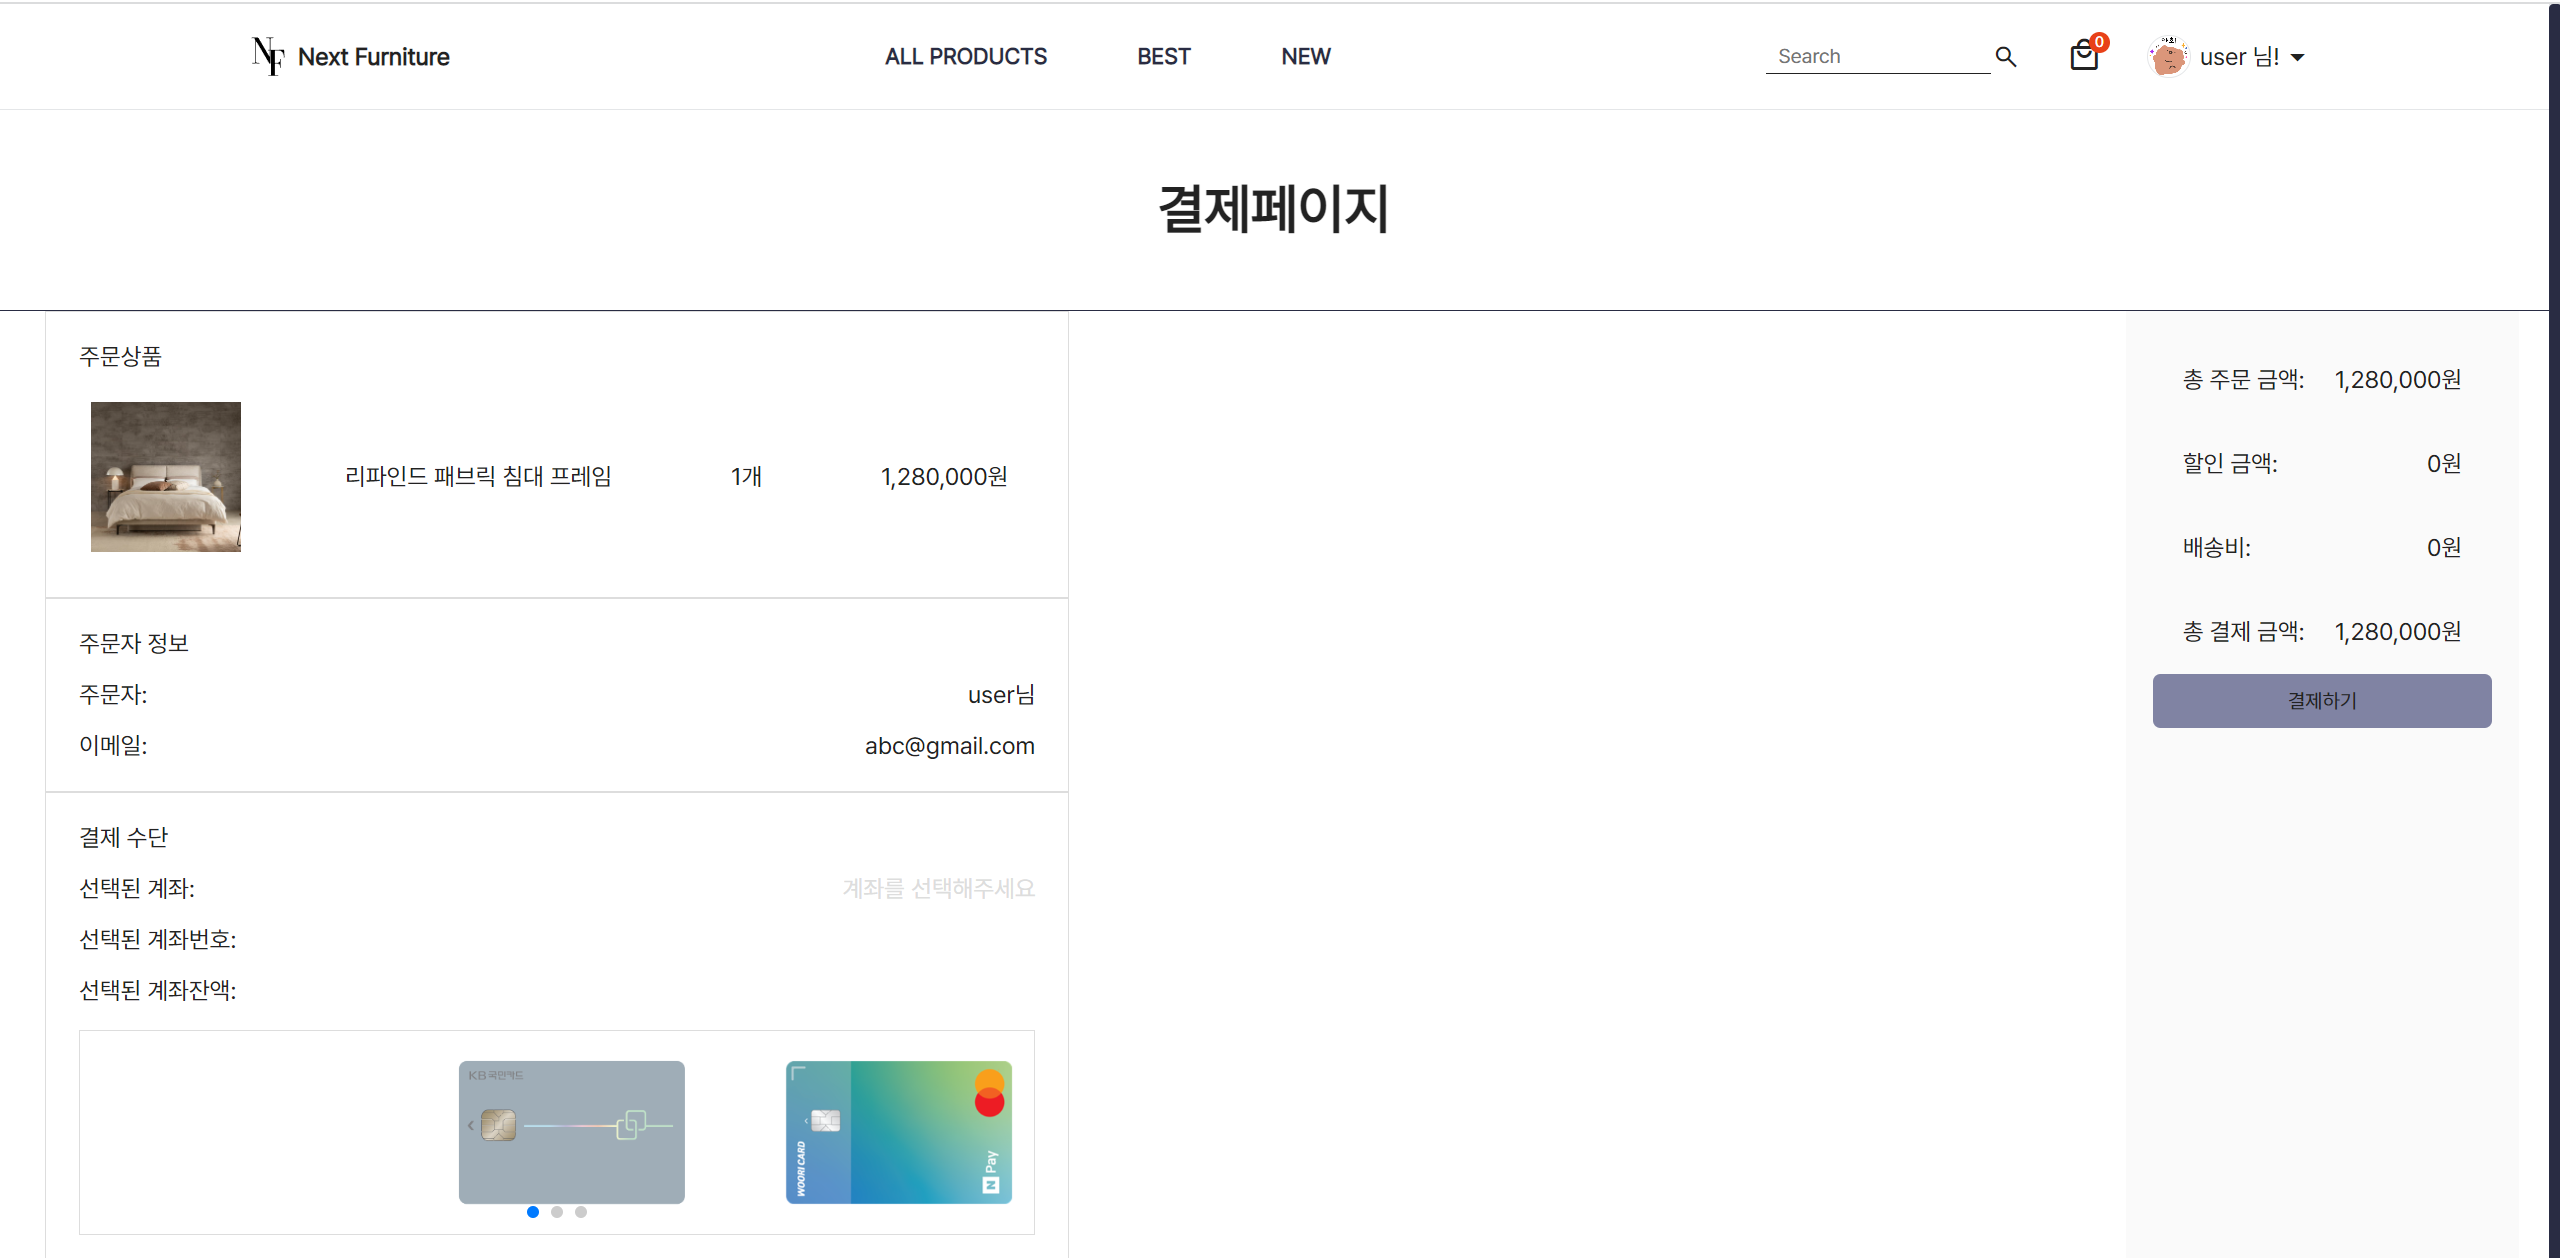 NF Next Furniture
ALL PRODUCTS
BEST
NEW
Search
0
user 님!
결제페이지
주문상품
리파인드 패브릭 침대 프레임 1개 1,280,000원
주문자 정보
주문자: user님
이메일: abc@gmail.com
결제 수단
선택된 계좌: 계좌를 선택해주세요
선택된 계좌번호:
선택된 계좌잔액:
KB국민카드
WOORI CARD
N Pay
총 주문 금액: 1,280,000원
할인 금액: 0원
배송비: 0원
총 결제 금액: 1,280,000원
결제하기